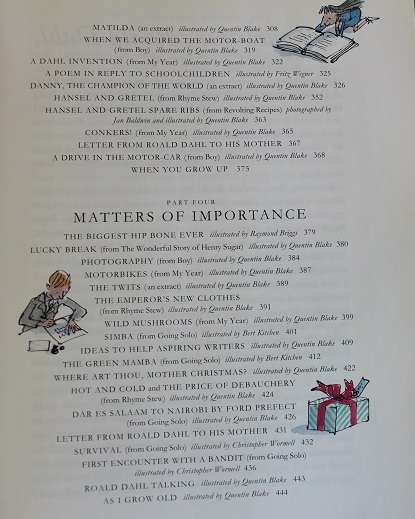 MATILDA (an extract) illustrated by Quentin Blake 308
WHEN WE ACQUIRED THE MOTOR-BOAT
(from Boy) illustrated by Quentin Blake 319
A DAHL INVENTION (from My Year) illustrated by Quentin Blake 322
A POEM IN REPLY TO SCHOOLCHILDREN illustrated by Fritz Wegner 325
DANNY, THE CHAMPION OF THE WORLD (an extract) illustrated by Quentin Blake 326
HANSEL AND GRETEL (from Rhyme Stew) illustrated by Quentin Blake 352
HANSEL AND GRETEL SPARE RIBS (from Revolting Recipes) photographed by
Jan Baldwin and illustrated by Quentin Blake 363
CONKERS! (from My Year) illustrated by Quentin Blake 365
LETTER FROM ROALD DAHL TO HIS MOTHER 367
A DRIVE IN THE MOTOR-CAR (from Boy) illustrated by Quentin Blake 368
WHEN YOU GROW UP 375
PART FOUR
MATTERS OF IMPORTANCE
THE BIGGEST HIP BONE EVER illustrated by Raymond Briggs 379
LUCKY BREAK (from The Wonderful Story of Henry Sugar) illustrated by Quentin Blake 380
PHOTOGRAPHY (from Boy) illustrated by Quentin Blake 384
MOTORBIKES (from My Year) illustrated by Quentin Blake 387
THE TWITS (an extract) illustrated by Quentin Blake 389
THE EMPEROR'S NEW CLOTHES
(from Rhyme Stew) illustrated by Quentin Blake 391
WILD MUSHROOMS (from My Year) illustrated by Quentin Blake 399
SIMBA (from Going Solo) illustrated by Bert Kitchen 401
IDEAS TO HELP ASPIRING WRITERS illustrated by Quentin Blake 409
THE GREEN MAMBA (from Going Solo) illustrated by Bert Kitchen 412
WHERE ART THOU, MOTHER CHRISTMAS? illustrated by Quentin Blake 422
HOT AND COLD and THE PRICE OF DEBAUCHERY
(from Rhyme Stew) illustrated by Quentin Blake 424
DAR ES SALAAM TO NAIROBI BY FORD PREFECT
(from Going Solo) illustrated by Quentin Blake 426
LETTER FROM ROALD DAHL TO HIS MOTHER 431
SURVIVAL (from Going Solo) illustrated by Christopher Wormell 432
FIRST ENCOUNTER WITH A BANDIT (from Going Solo)
illustrated by Christopher Wormell 436
ROALD DAHL TALKING illustrated by Quentin Blake 443
AS I GROW OLD illustrated by Quentin Blake 444